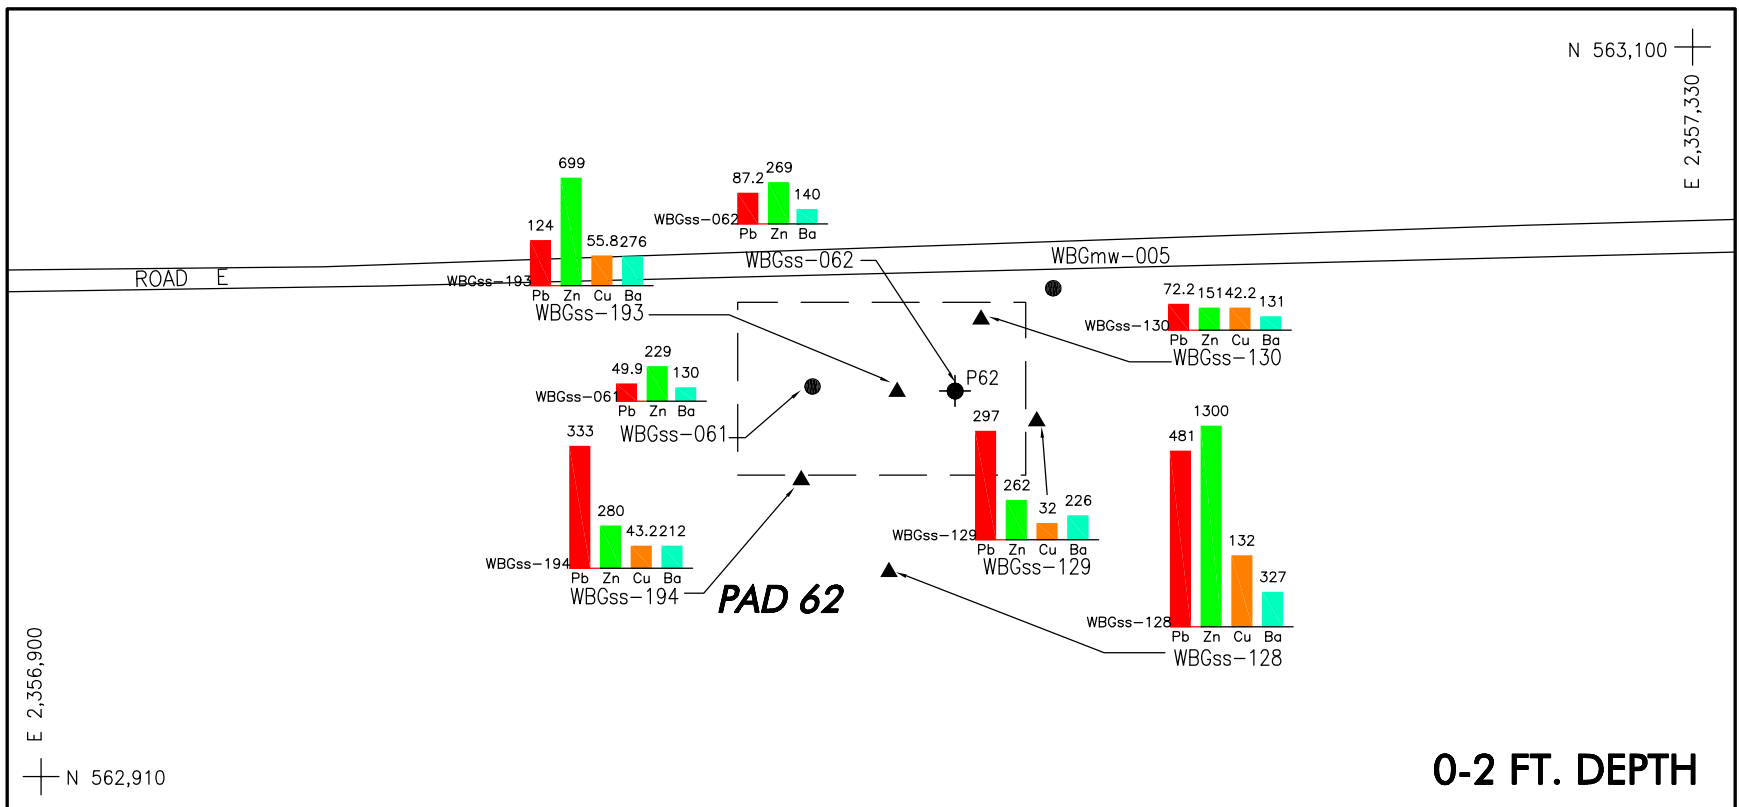 N 563,100
E 2,357,330
699
124
55.8
276
WBGss-193
Pb Zn Cu Ba
WBGss-193
87.2
269
140
WBGss-062
Pb Zn Ba
WBGss-062
WBGmw-005
ROAD E
72.2
151
42.2
131
WBGss-130
Pb Zn Cu Ba
WBGss-130
229
49.9
130
WBGss-061
Pb Zn Ba
WBGss-061
P62
333
280
43.2
212
WBGss-194
Pb Zn Cu Ba
WBGss-194
297
262
32
226
WBGss-129
Pb Zn Cu Ba
WBGss-129
1300
481
132
327
WBGss-128
Pb Zn Cu Ba
WBGss-128
PAD 62
E 2,356,900
N 562,910
0-2 FT. DEPTH